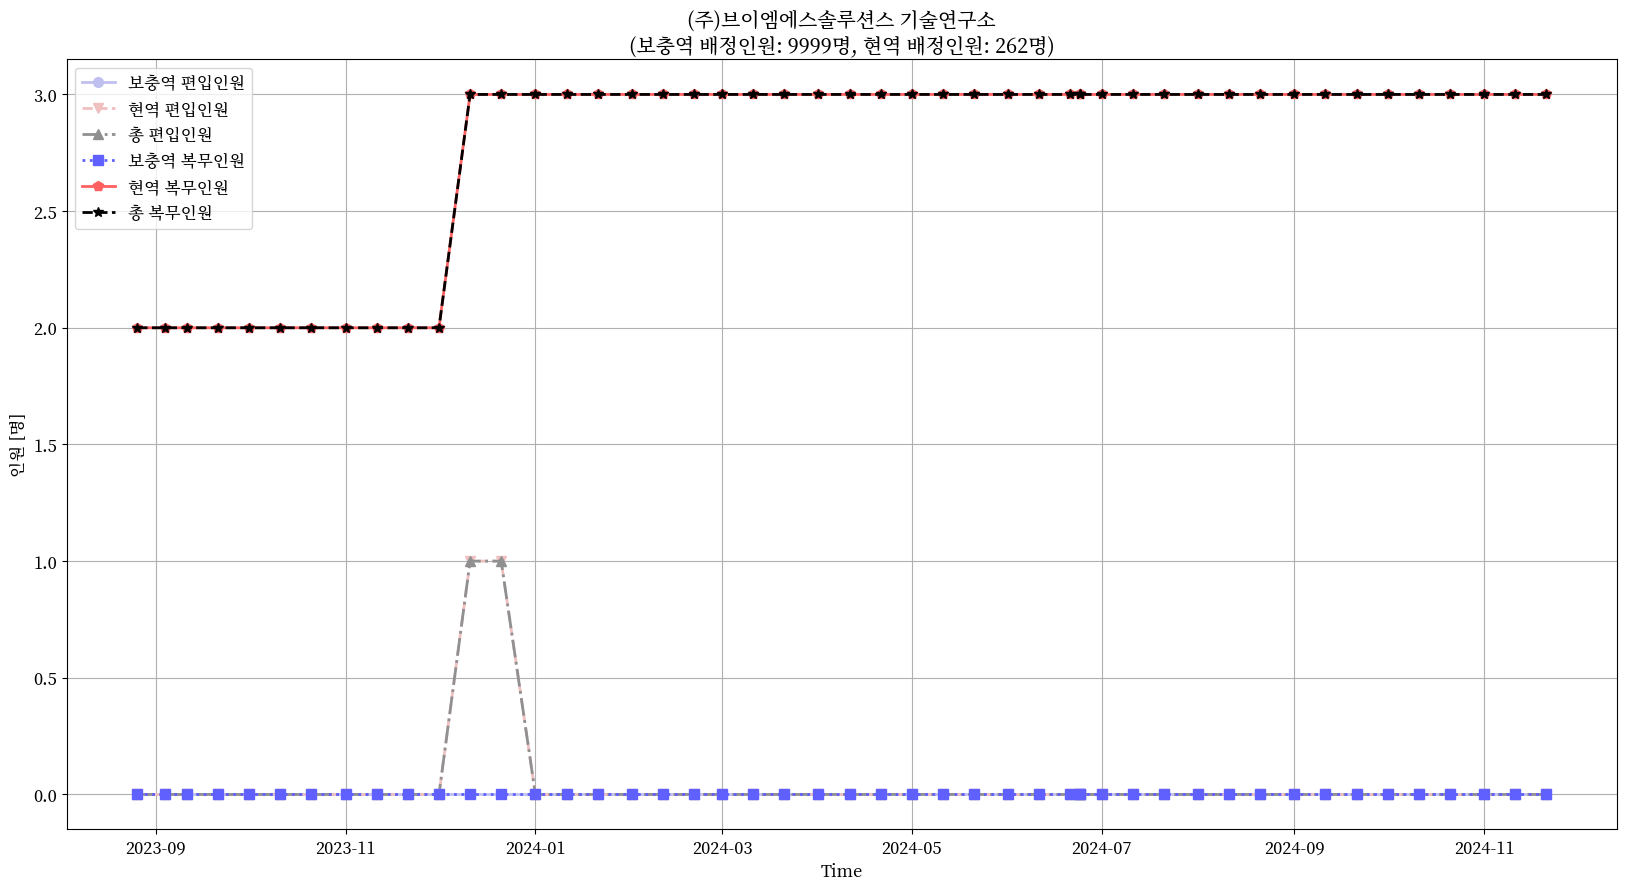 (주)브이엠에스솔루션스 기술연구소
(보충역 배정인원: 9999명, 현역 배정인원: 262명)
보충역 편입인원
현역 편입인원
총 편입인원
보충역 복무인원
현역 복무인원
총 복무인원
3.0
2.5
2.0
1.5
1.0
0.5
0.0
인원 [명]
2023-09
2023-11
2024-01
2024-03
2024-05
2024-07
2024-09
2024-11
Time